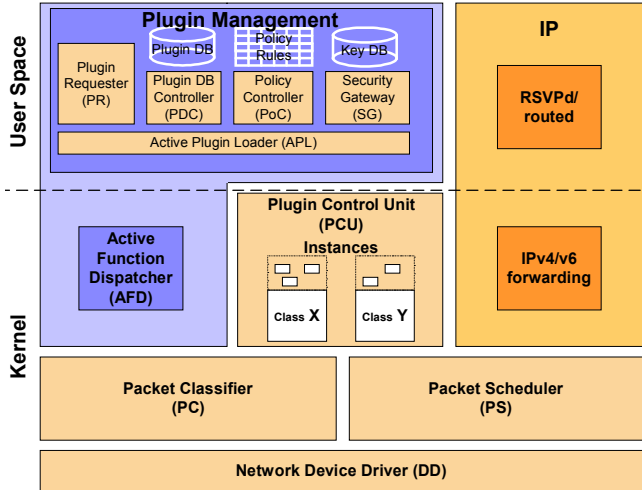 Plugin Management
IP
User Space
Plugin DB
Policy
Rules
Key DB
Plugin
Requester
(PR)
Plugin DB
Controller
(PDC)
Policy
Controller
(PoC)
Security
Gateway
(SG)
RSVPd/
routed
Active Plugin Loader (APL)
Kernel
Plugin Control Unit
(PCU)
Instances
Active
Function
Dispatcher
(AFD)
Class X
Class Y
IPv4/v6
forwarding
Packet Classifier
(PC)
Packet Scheduler
(PS)
Network Device Driver (DD)